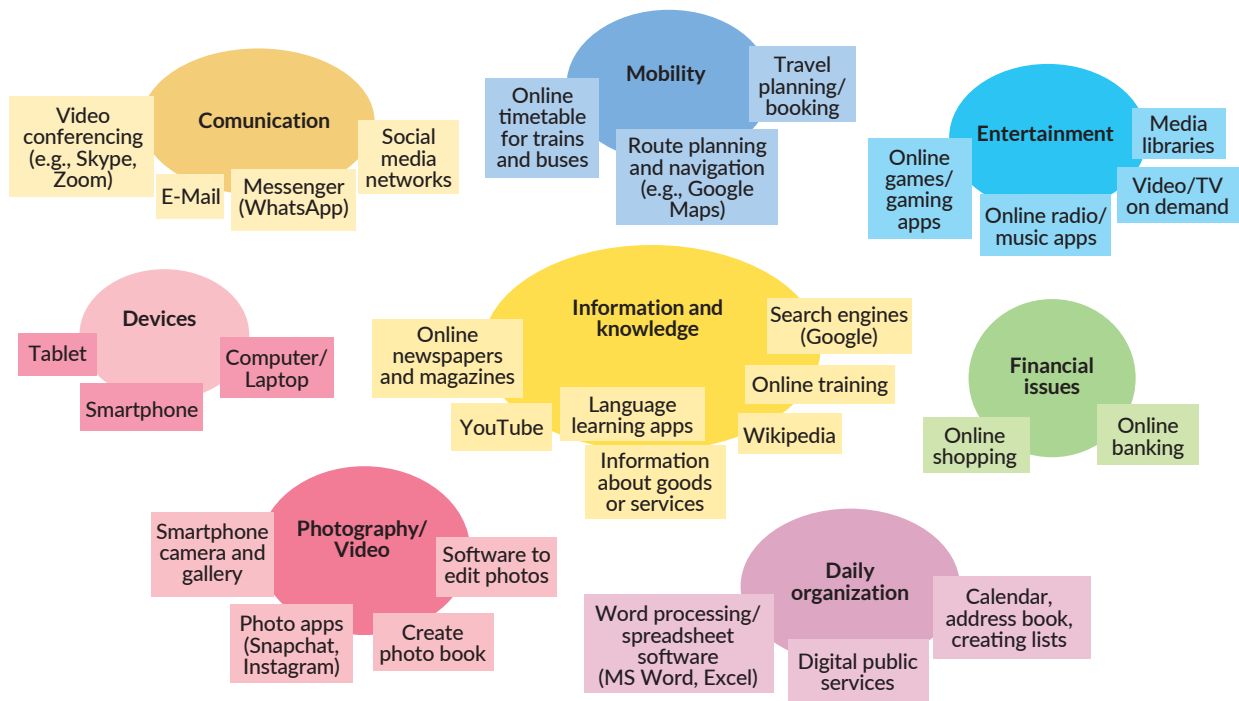 Comunication
Video
conferencing
(e.g., Skype,
Zoom)
E-Mail
Messenger
(WhatsApp)
Social
media
networks
Mobility
Online
timetable
for trains
and buses
Route planning
and navigation
(e.g., Google
Maps)
Travel
planning/
booking
Entertainment
Online
games/
gaming
apps
Online radio/
music apps
Video/TV
on demand
Media
libraries
Devices
Tablet
Smartphone
Computer/
Laptop
Information and
knowledge
Online
newspapers
and magazines
YouTube
Language
learning apps
Information
about goods
or services
Wikipedia
Online training
Search engines
(Google)
Financial
issues
Online
shopping
Online
banking
Photography/
Video
Smartphone
camera and
gallery
Photo apps
(Snapchat,
Instagram)
Create
photo book
Software to
edit photos
Daily
organization
Word processing/
spreadsheet
software
(MS Word, Excel)
Digital public
services
Calendar,
address book,
creating lists